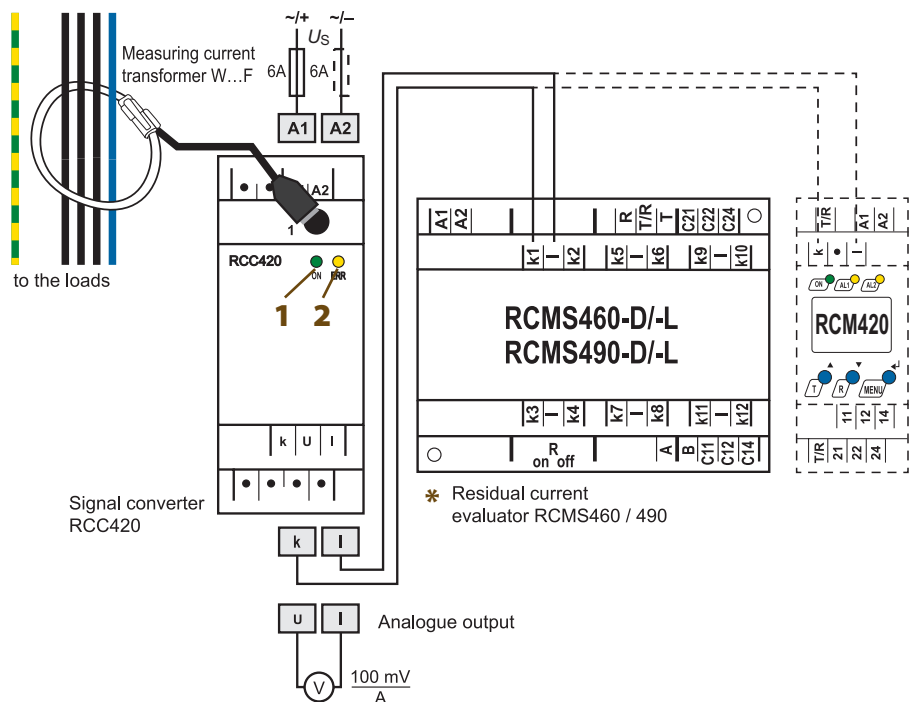 ~/+ ~/–
US
6A 6A
Measuring current
transformer W...F
A1 A2
A2
1
RCC420
ON ERR
1 2
to the loads
k U l
Signal converter
RCC420
k l
U l
Analogue output
V
100 mV
A
A1 A2 R T/R T C21 C22 C24
k1 l k2 k5 l k6 k9 l k10
RCMS460-D/-L
RCMS490-D/-L
k3 l k4 k7 l k8 k11 l k12
R
on off
A B C11 C12 C14
* Residual current
evaluator RCMS460 / 490
T/R A1 A2
k l
ON AL1 AL2
RCM420
T R MENU
11 12 14
T/R 21 22 24